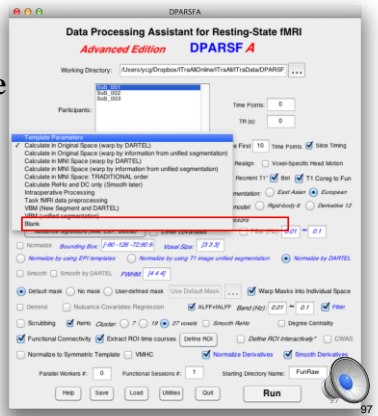 DPARSFA
Data Processing Assistant for Resting-State fMRI
Advanced Edition DPARSF A
Working Directory: /Users/ycg/Dropbox/ITraAllOnline/ITraAM/ITraData/DPARSF ...
Sub_001
Sub_002
Sub_003
Participants:
Time Points: 0
TR (s): 0
Template Parameters
✓ Calculate in Original Space (warp by DARTEL)
Calculate in Original Space (warp by information from unified segmentation)
Calculate in MNI Space (warp by DARTEL)
Calculate in MNI Space (warp by information from unified segmentation)
Calculate in MNI Space: TRADITIONAL order
Calculate ReHo and DC only (Smooth later)
Intraoperative Processing
Task fMRI data preprocessing
VBM (New Segment and DARTEL)
VBM (unified segmentation)
Blank
First 10 Time Points Slice Timing
Realign Voxel-Specific Head Motion
Reorient T1* Bet T1 Coreg to Fun
East Asian European
Rigid-body 6 Derivative 12
0.01 ~ 0.1
Normalize Bounding Box: [-90 -126 -72;90 9 Voxel Size: [3 3 3]
Normalize by using EPI templates Normalize by using T1 image unified segmentation Normalize by DARTEL
Smooth Smooth by DARTEL FWHM: [4 4 4]
Default mask No mask User-defined mask Use Default Mask ... Warp Masks into Individual Space
Detrend Nuisance Covariates Regression ALFF+fALFF Band (Hz): 0.01 ~ 0.1 Filter
Scrubbing ReHo Cluster: 7 19 27 voxels Smooth ReHo Degree Centrality
Functional Connectivity Extract ROI time courses Define ROI Define ROI Interactively* CWAS
Normalize to Symmetric Template VMHC Normalize Derivatives Smooth Derivatives
Parallel Workers #: 0 Functional Sessions #: 1 Starting Directory Name: FunRaw
Help Save Load Utilities Quit Run
97
97